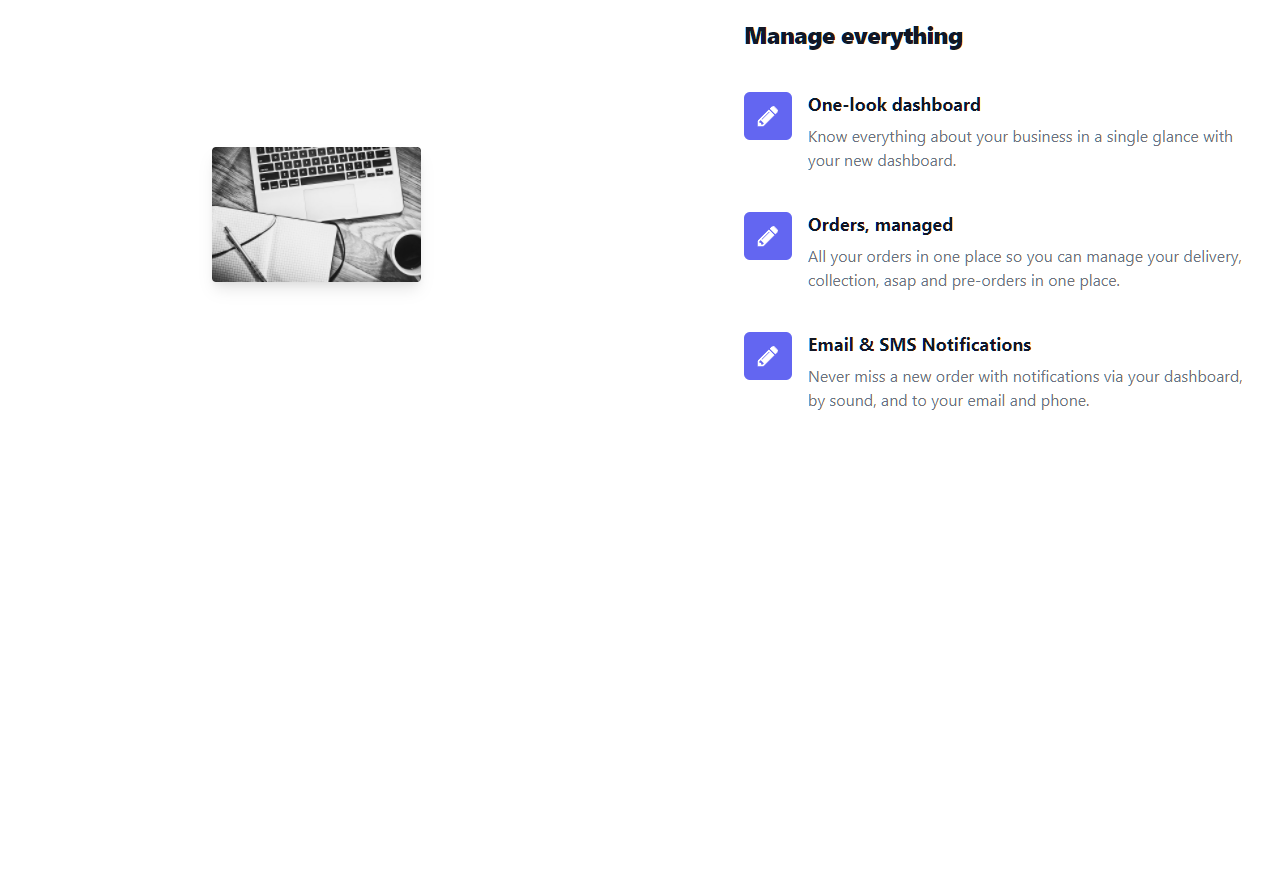 Manage everything
One-look dashboard
Know everything about your business in a single glance with
your new dashboard.
Orders, managed
All your orders in one place so you can manage your delivery,
collection, asap and pre-orders in one place.
Email & SMS Notifications
Never miss a new order with notifications via your dashboard,
by sound, and to your email and phone.